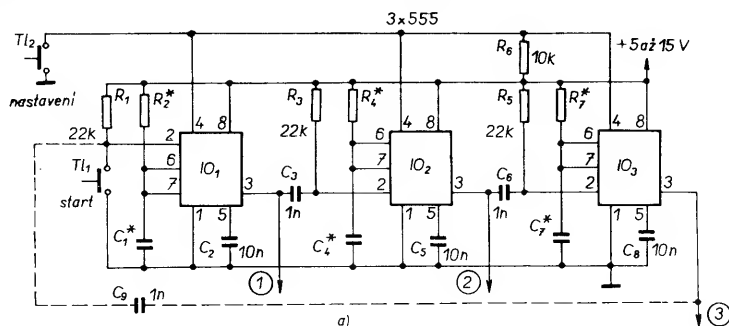 3×555
Tl2
nastavení
R6
10k
+5 až 15 V
R1
R2*
R3
R4*
R5
R7*
22k
22k
22k
4 8
4 8
4 8
2
6
7
IO1
3
6
7
2
IO2
3
6
7
2
IO3
3
Tl1
start
C3
1n
C6
1n
1 5
1 5
1 5
C1*
C2
10n
C4*
C5
10n
C7*
C8
10n
1
2
3
C9
1n
a)